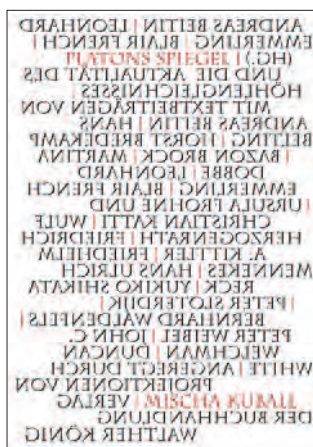 ANDREAS BEITIN | LEONHARD
EMMERLING | BLAIR FRENCH |
(HG.) | PLATONS SPIEGEL
UND DIE AKTUALITÄT DES
HÖHLENGLEICHNISSES
MIT TEXTBEITRÄGEN VON
ANDREAS BEITIN | HANS
BELTING | HORST BREDEKAMP
| BAZON BROCK | MARTINA
DOBBE | LEONHARD
EMMERLING | BLAIR FRENCH
| URSULA FROHNE UND
CHRISTIAN KATTI | WULF
HERZOGENRATH | FRIEDRICH
A. KITTLER | FRIEDHELM
MENNEKES | HANS ULRICH
RECK | YUKIKO SHIKATA
| PETER SLOTERDIJK |
BERNHARD WALDENFELS |
PETER WEIBEL | JOHN C.
WELCHMAN | DUNCAN
WHITE | ANGEREGT DURCH
PROJEKTIONEN VON
MISCHA KUBALL | VERLAG
DER BUCHHANDLUNG
WALTHER KÖNIG